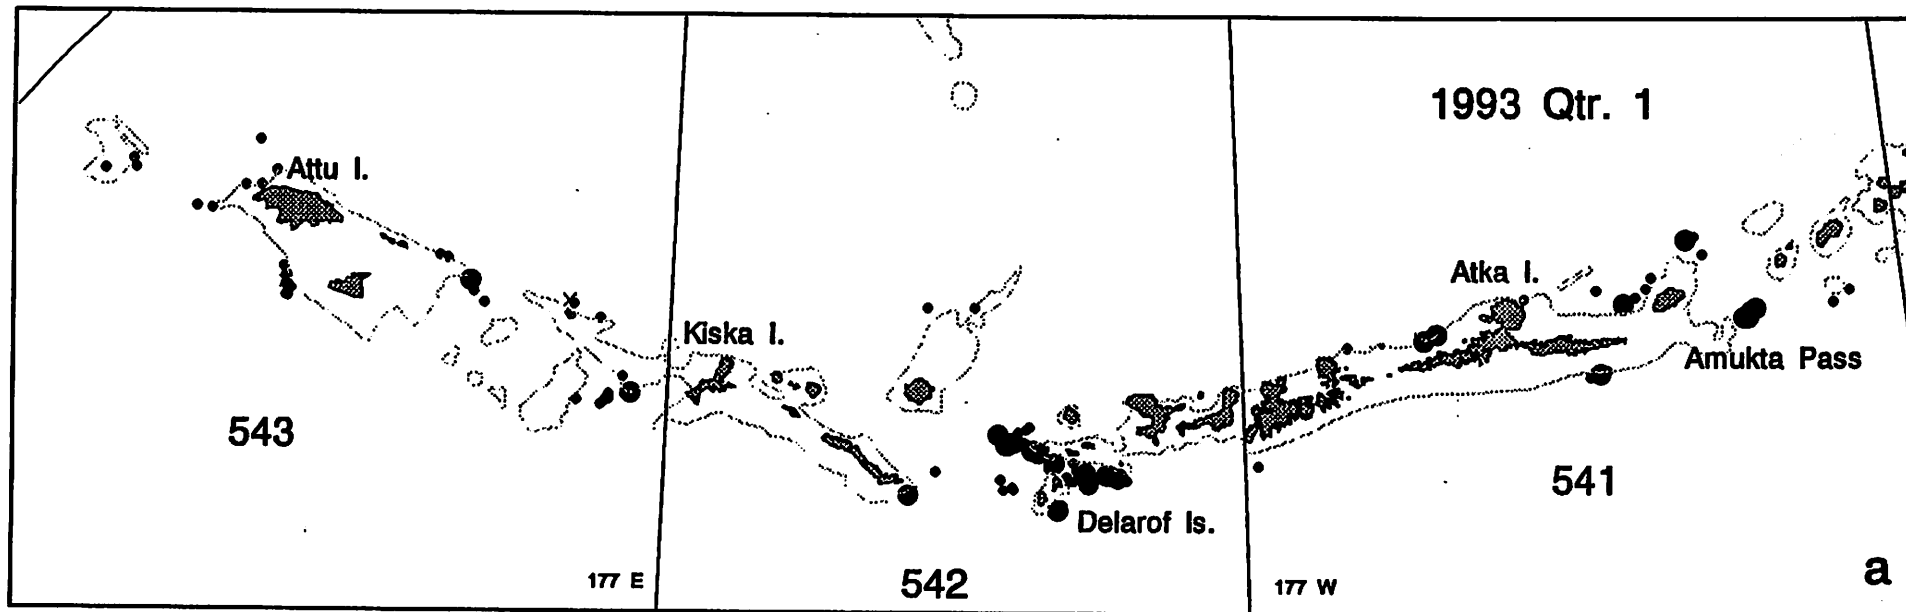 1993 Qtr. 1
Attu I.
Atka I.
Kiska I.
Amukta Pass
543
541
Delarof Is.
177 E
542
177 W
a